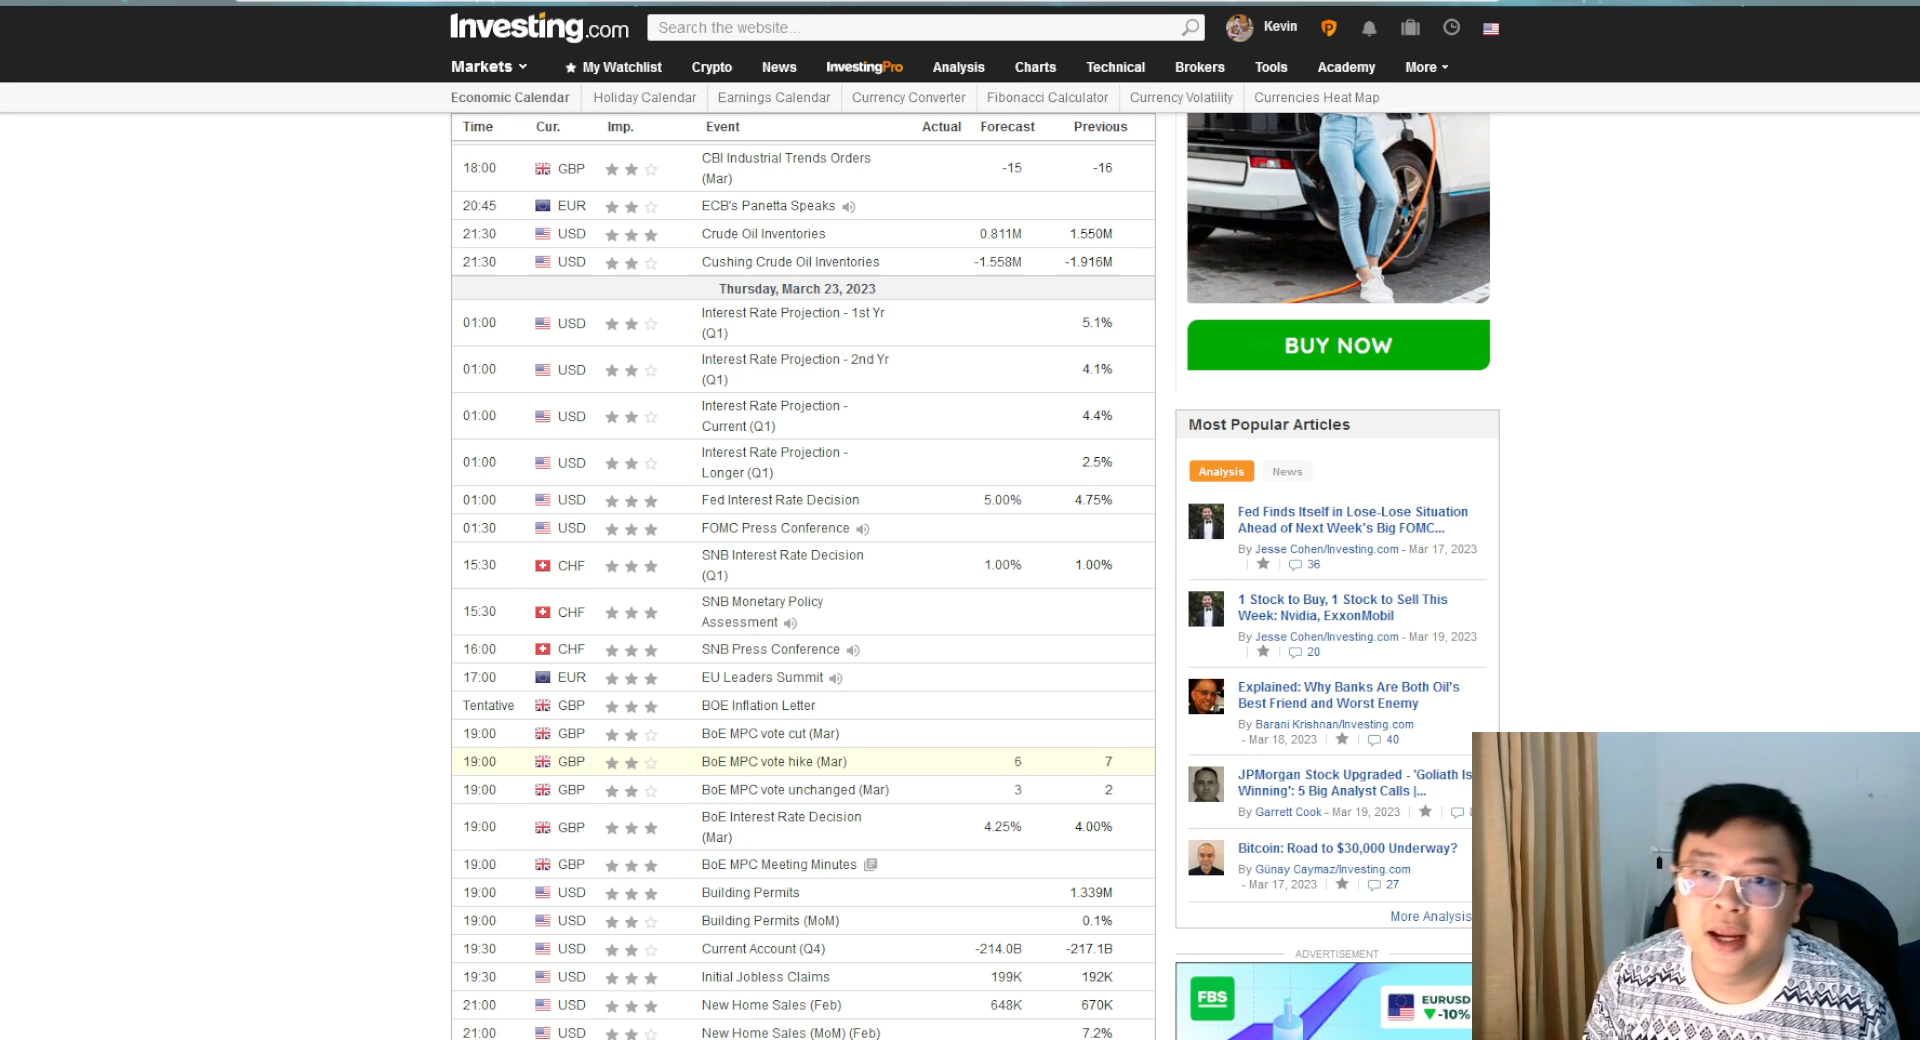 Investing.com
Search the website...
Kevin
Markets
My Watchlist
Crypto
News
InvestingPro
Analysis
Charts
Technical
Brokers
Tools
Academy
More
Economic Calendar
Holiday Calendar
Earnings Calendar
Currency Converter
Fibonacci Calculator
Currency Volatility
Currencies Heat Map
Time Cur. Imp. Event Actual Forecast Previous
18:00 GBP CBI Industrial Trends Orders -15 -16
(Mar)
20:45 EUR ECB's Panetta Speaks
21:30 USD Crude Oil Inventories 0.811M 1.550M
21:30 USD Cushing Crude Oil Inventories -1.558M -1.916M
Thursday, March 23, 2023
01:00 USD Interest Rate Projection - 1st Yr 5.1%
(Q1)
01:00 USD Interest Rate Projection - 2nd Yr 4.1%
(Q1)
01:00 USD Interest Rate Projection - 4.4%
Current (Q1)
01:00 USD Interest Rate Projection - 2.5%
Longer (Q1)
01:00 USD Fed Interest Rate Decision 5.00% 4.75%
01:30 USD FOMC Press Conference
15:30 CHF SNB Interest Rate Decision 1.00% 1.00%
(Q1)
15:30 CHF SNB Monetary Policy
Assessment
16:00 CHF SNB Press Conference
17:00 EUR EU Leaders Summit
Tentative GBP BOE Inflation Letter
19:00 GBP BoE MPC vote cut (Mar)
19:00 GBP BoE MPC vote hike (Mar) 6 7
19:00 GBP BoE MPC vote unchanged (Mar) 3 2
19:00 GBP BoE Interest Rate Decision 4.25% 4.00%
(Mar)
19:00 GBP BoE MPC Meeting Minutes
19:00 USD Building Permits 1.339M
19:00 USD Building Permits (MoM) 0.1%
19:30 USD Current Account (Q4) -214.0B -217.1B
19:30 USD Initial Jobless Claims 199K 192K
21:00 USD New Home Sales (Feb) 648K 670K
21:00 USD New Home Sales (MoM) (Feb) 7.2%
BUY NOW
Most Popular Articles
Analysis
News
Fed Finds Itself in Lose-Lose Situation
Ahead of Next Week's Big FOMC...
By Jesse Cohen/Investing.com - Mar 17, 2023
36
1 Stock to Buy, 1 Stock to Sell This
Week: Nvidia, ExxonMobil
By Jesse Cohen/Investing.com - Mar 19, 2023
20
Explained: Why Banks Are Both Oil's
Best Friend and Worst Enemy
By Barani Krishnan/Investing.com
- Mar 18, 2023 40
JPMorgan Stock Upgraded - 'Goliath Is
Winning': 5 Big Analyst Calls |...
By Garrett Cook - Mar 19, 2023
Bitcoin: Road to $30,000 Underway?
By Günay Caymaz/Investing.com
- Mar 17, 2023 27
More Analysis
ADVERTISEMENT
FBS
EURUSD
-10%